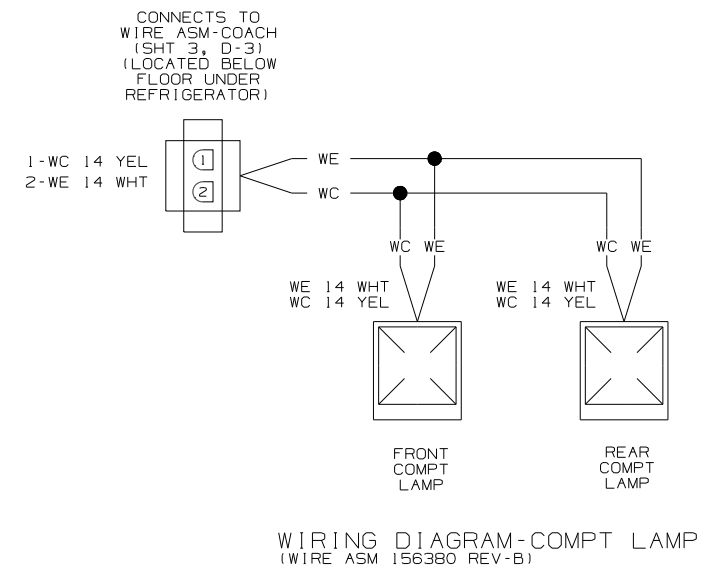 CONNECTS TO
WIRE ASM-COACH
(SHT 3, D-3)
(LOCATED BELOW
FLOOR UNDER
REFRIGERATOR)
1-WC 14 YEL
2-WE 14 WHT
1
2
WE
WC
WC WE
WC WE
WE 14 WHT
WC 14 YEL
WE 14 WHT
WC 14 YEL
FRONT
COMPT
LAMP
REAR
COMPT
LAMP
WIRING DIAGRAM-COMPT LAMP
(WIRE ASM 156380 REV-B)